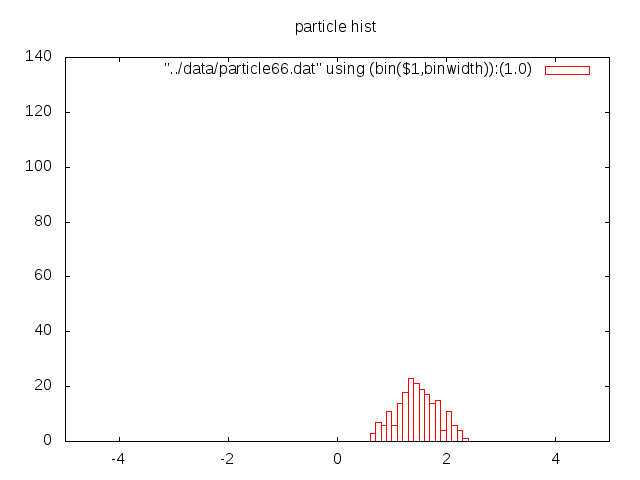 particle hist
140
"../data/particle66.dat" using (bin($1,binwidth)):(1.0)
120
100
80
60
40
20
0
-4 -2 0 2 4